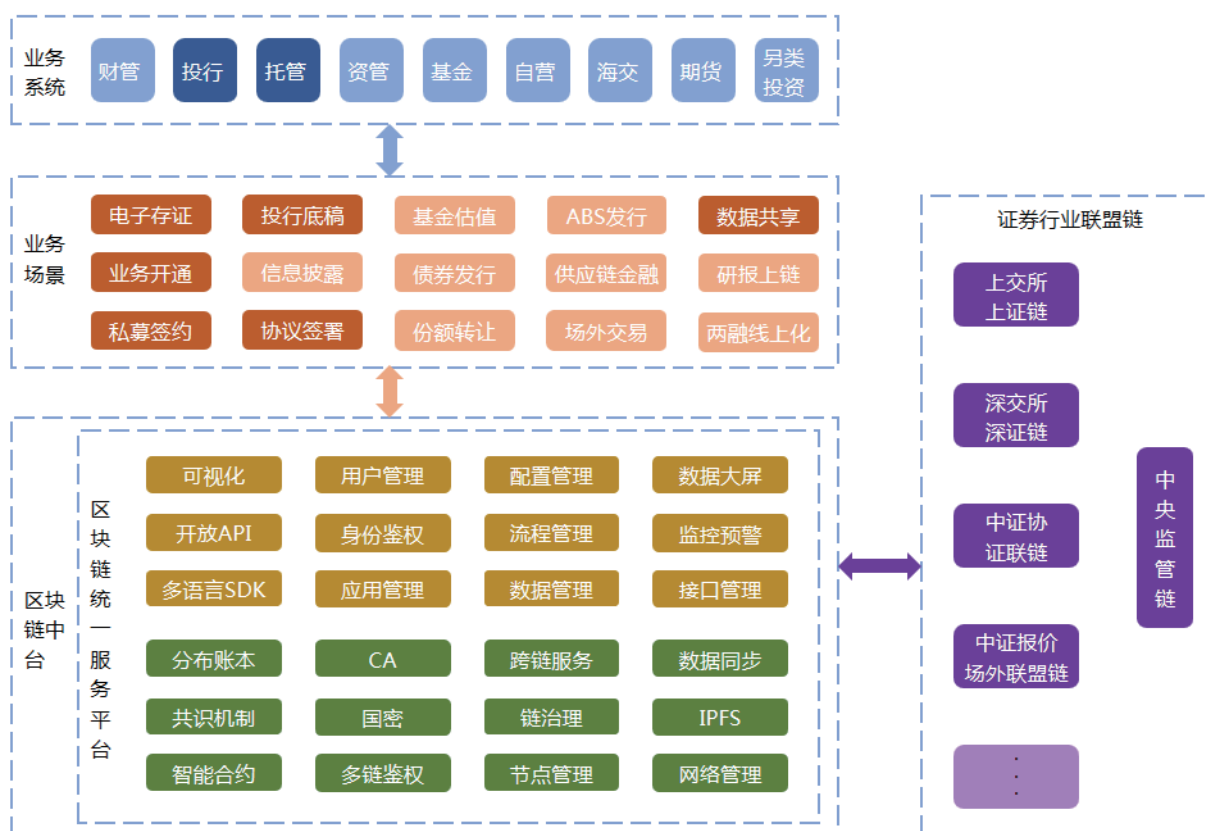 业务
系统
财管
投行
托管
资管
基金
自营
海交
期货
另类
投资
业务
场景
电子存证
投行底稿
基金估值
ABS发行
数据共享
业务开通
信息披露
债券发行
供应链金融
研报上链
私募签约
协议签署
份额转让
场外交易
两融线上化
区块
链中
台
区
块
链
统
一
服
务
平
台
可视化
用户管理
配置管理
数据大屏
开放API
身份鉴权
流程管理
监控预警
多语言SDK
应用管理
数据管理
接口管理
分布账本
CA
跨链服务
数据同步
共识机制
国密
链治理
IPFS
智能合约
多链鉴权
节点管理
网络管理
证券行业联盟链
上交所
上证链
深交所
深证链
中证协
证联链
中证报价
场外联盟链
中
央
监
管
链